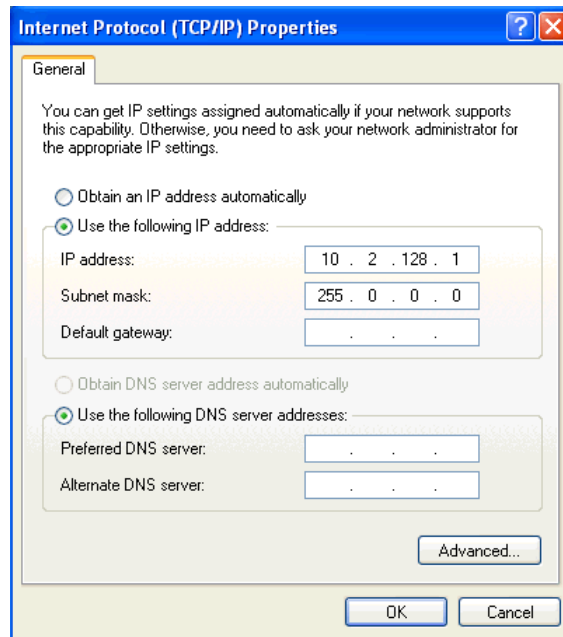 Internet Protocol (TCP/IP) Properties
General
You can get IP settings assigned automatically if your network supports
this capability. Otherwise, you need to ask your network administrator for
the appropriate IP settings.
Obtain an IP address automatically
Use the following IP address:
IP address: 10 . 2 . 128 . 1
Subnet mask: 255 . 0 . 0 . 0
Default gateway: . . .
Obtain DNS server address automatically
Use the following DNS server addresses:
Preferred DNS server: . . .
Alternate DNS server: . . .
Advanced...
OK Cancel